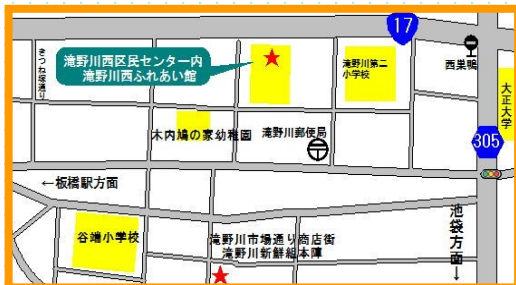 17
きつね塚通り
滝野川西区民センター内
滝野川西ふれあい館
滝野川第二
小学校
西巣鴨
大正大学
木内鳩の家幼稚園
滝野川郵便局
305
←板橋駅方面
谷端小学校
滝野川市場通り商店街
滝野川新鮮組本陣
池袋方面→